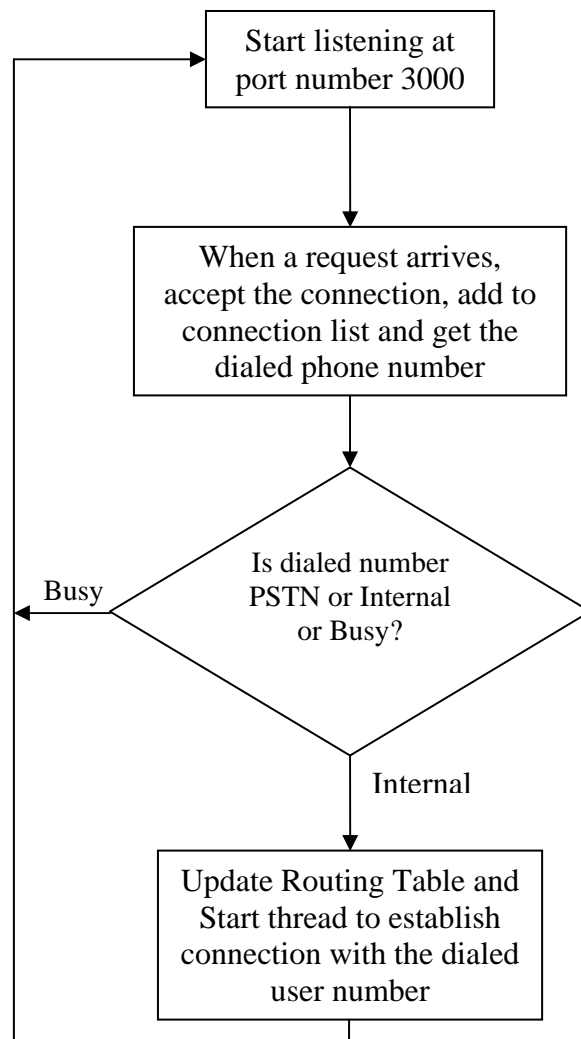 Start listening at
port number 3000
When a request arrives,
accept the connection, add to
connection list and get the
dialed phone number
Is dialed number
PSTN or Internal
or Busy?
Busy
Internal
Update Routing Table and
Start thread to establish
connection with the dialed
user number